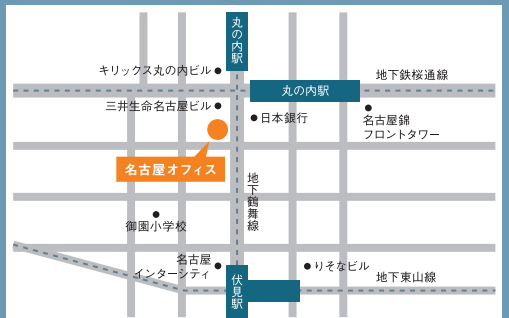 丸の内駅
キリックス丸の内ビル
地下鉄桜通線
丸の内駅
三井生命名古屋ビル
日本銀行
名古屋錦
フロントタワー
名古屋オフィス
地下鶴舞線
御園小学校
名古屋
インターシティ
伏見駅
りそなビル
地下東山線